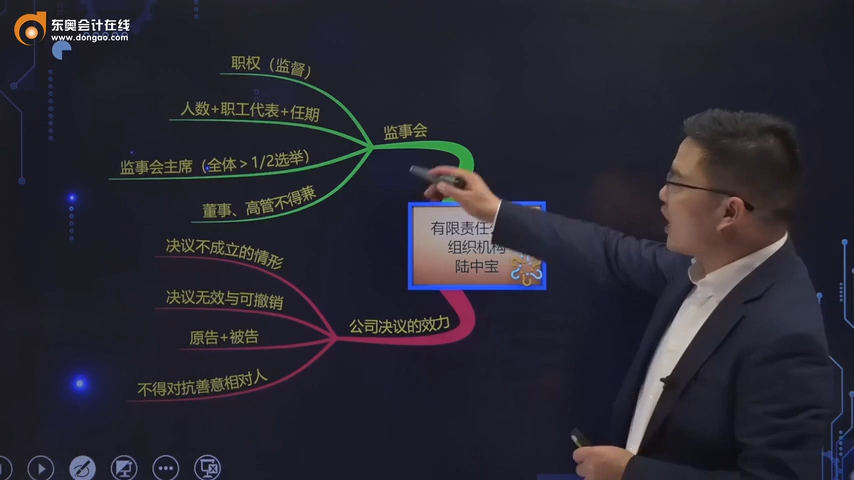 东奥会计在线
www.dongao.com
职权（监督）
人数+职工代表+任期
监事会
监事会主席（全体＞1/2选举）
董事、高管不得兼
有限责任公
组织机构
陆中宝
决议不成立的情形
决议无效与可撤销
公司决议的效力
原告+被告
不得对抗善意相对人